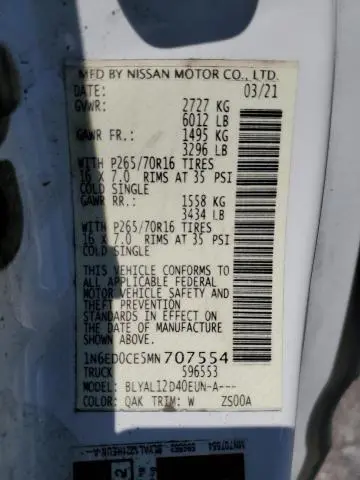 MFD BY NISSAN MOTOR CO., LTD.
DATE: 03/21
GVWR: 2727 KG
6012 LB
GAWR FR.: 1495 KG
3296 LB
WITH P265/70R16 TIRES
16 X 7.0 RIMS AT 35 PSI
COLD SINGLE
GAWR RR.: 1558 KG
3434 LB
WITH P265/70R16 TIRES
16 X 7.0 RIMS AT 35 PSI
COLD SINGLE
THIS VEHICLE CONFORMS TO
ALL APPLICABLE FEDERAL
MOTOR VEHICLE SAFETY AND
THEFT PREVENTION
STANDARDS IN EFFECT ON THE
DATE OF MANUFACTURE
SHOWN ABOVE.
1N6ED0CE5MN707554
TRUCK 596553
MODEL: BLYAL12D40EUN-A---
COLOR: QAK TRIM: W ZS00A